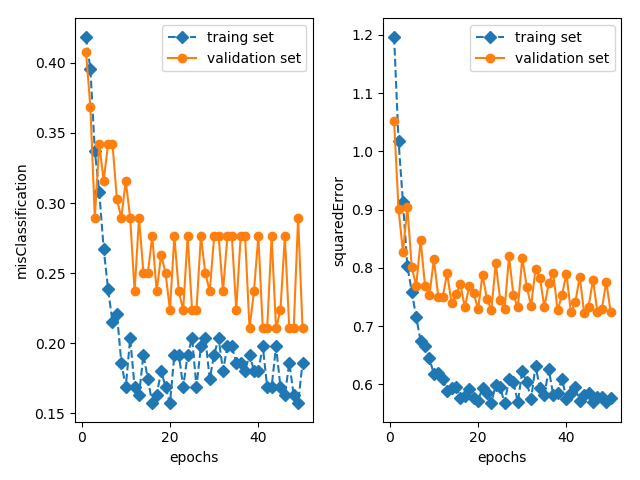 traing set
validation set
misClassification
0.40
0.35
0.30
0.25
0.20
0.15
0
20
40
epochs
traing set
validation set
squaredError
1.2
1.1
1.0
0.9
0.8
0.7
0.6
0
20
40
epochs